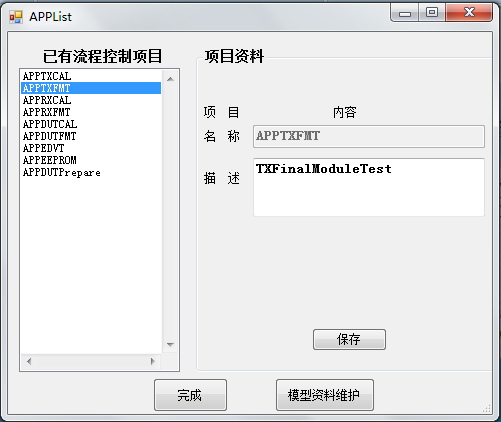 APPList
已有流程控制项目
APPTXCAL
APPTXFMT
APPRXCAL
APPRXFMT
APPDUTCAL
APPDUTFMT
APPEDVT
APPEEPROM
APPDUTPrepare
项目资料
项 目 内容
名 称 APPTXFMT
描 述 TXFinalModuleTest
保存
完成 模型资料维护